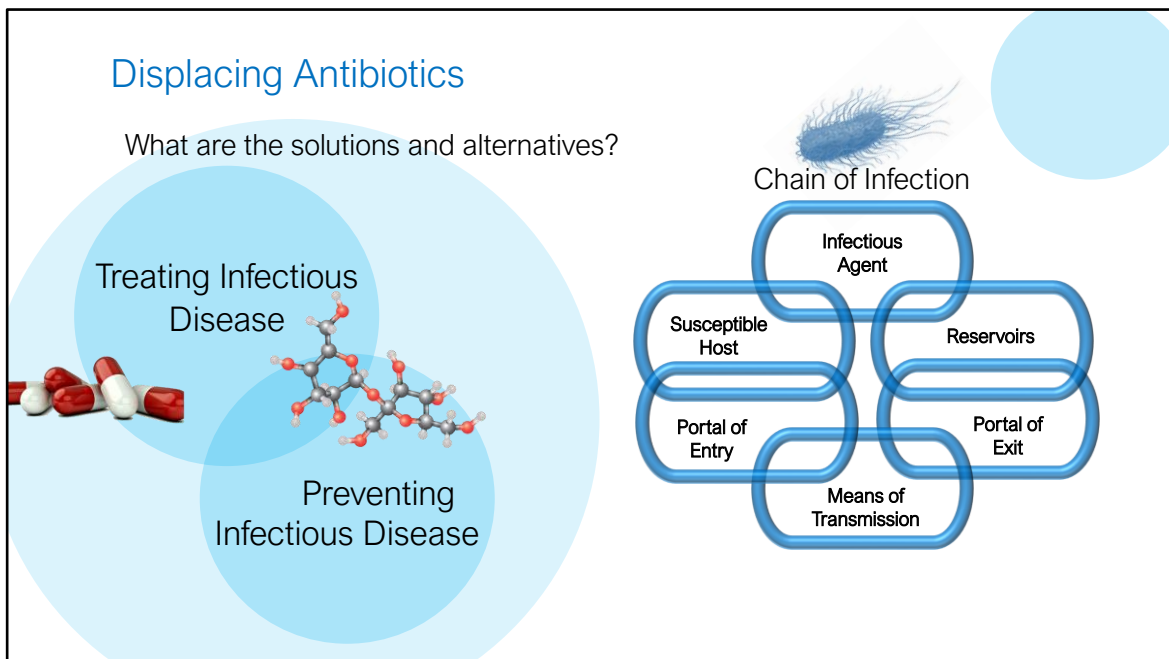 Displacing Antibiotics
What are the solutions and alternatives?
Treating Infectious
Disease
Preventing
Infectious Disease
Chain of Infection
Infectious
Agent
Susceptible
Host
Reservoirs
Portal of
Entry
Portal of
Exit
Means of
Transmission